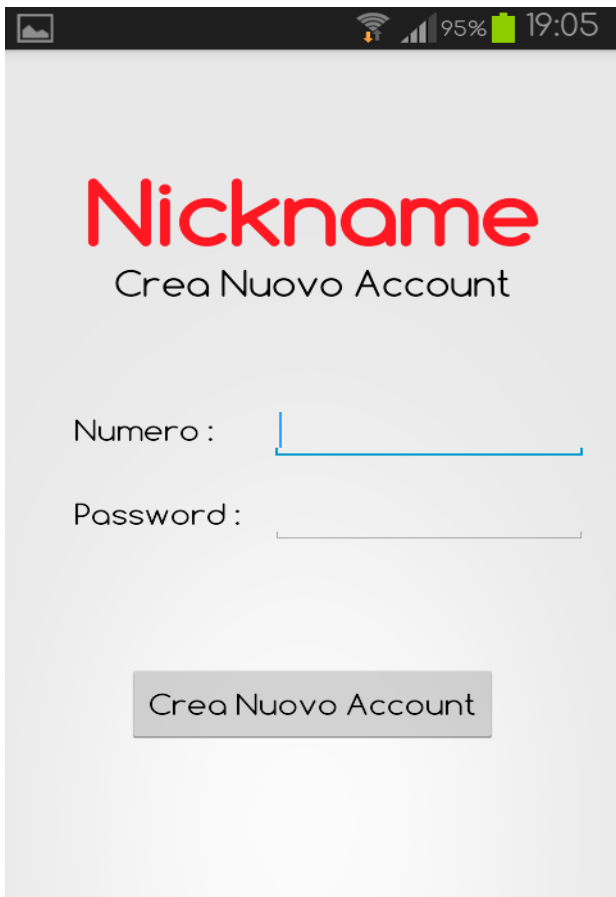 95% 19:05
Nickname
Crea Nuovo Account
Numero :
Password :
Crea Nuovo Account